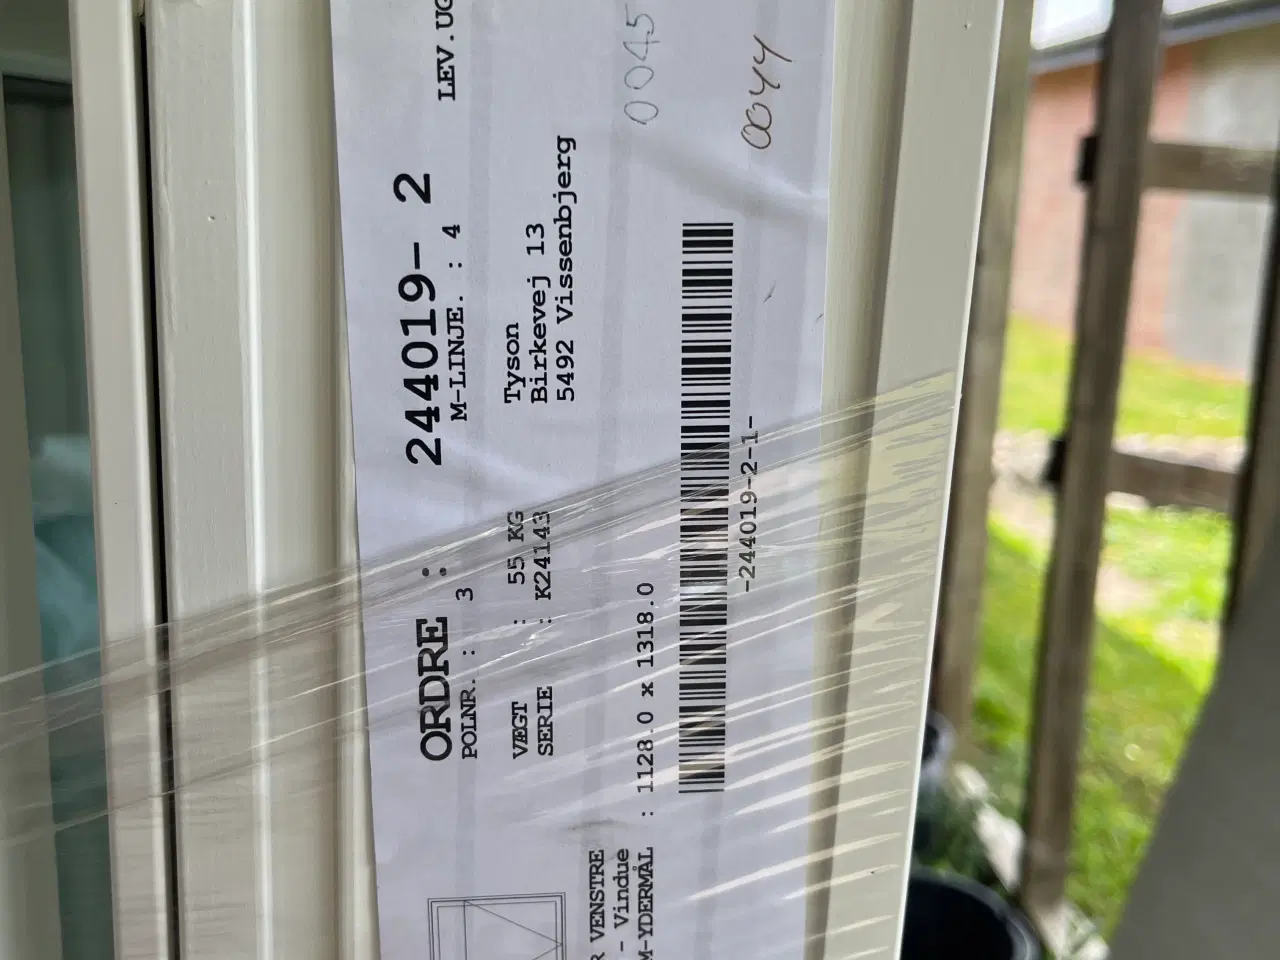 ORDRE : 244019- 2
POLNR. : 3 M-LINJE. : 4 LEV.UG
VÆGT : 55 KG
SERIE : K24143
Tyson
Birkevej 13
5492 Vissenbjerg
R VENSTRE
- Vindue
M-YDERMÅL : 1128.0 x 1318.0
0045
-244019-2-1-
0044